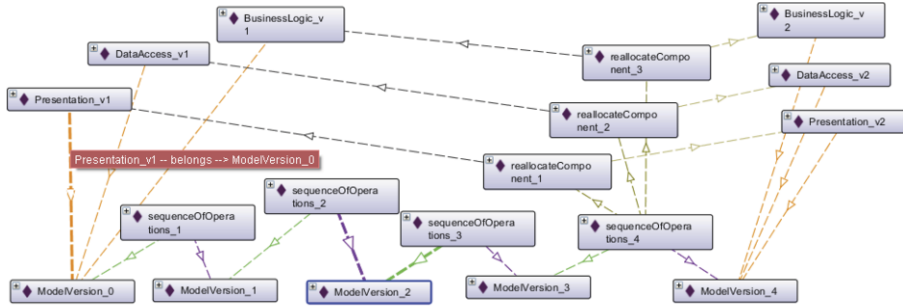 BusinessLogic_v
1
BusinessLogic_v
2
DataAccess_v1
reallocateCompo
nent_3
DataAccess_v2
Presentation_v1
reallocateCompo
nent_2
Presentation_v2
Presentation_v1 -- belongs --> ModelVersion_0
reallocateCompo
nent_1
sequenceOfOpera
tions_2
sequenceOfOpera
tions_1
sequenceOfOpera
tions_3
sequenceOfOpera
tions_4
ModelVersion_0
ModelVersion_1
ModelVersion_2
ModelVersion_3
ModelVersion_4